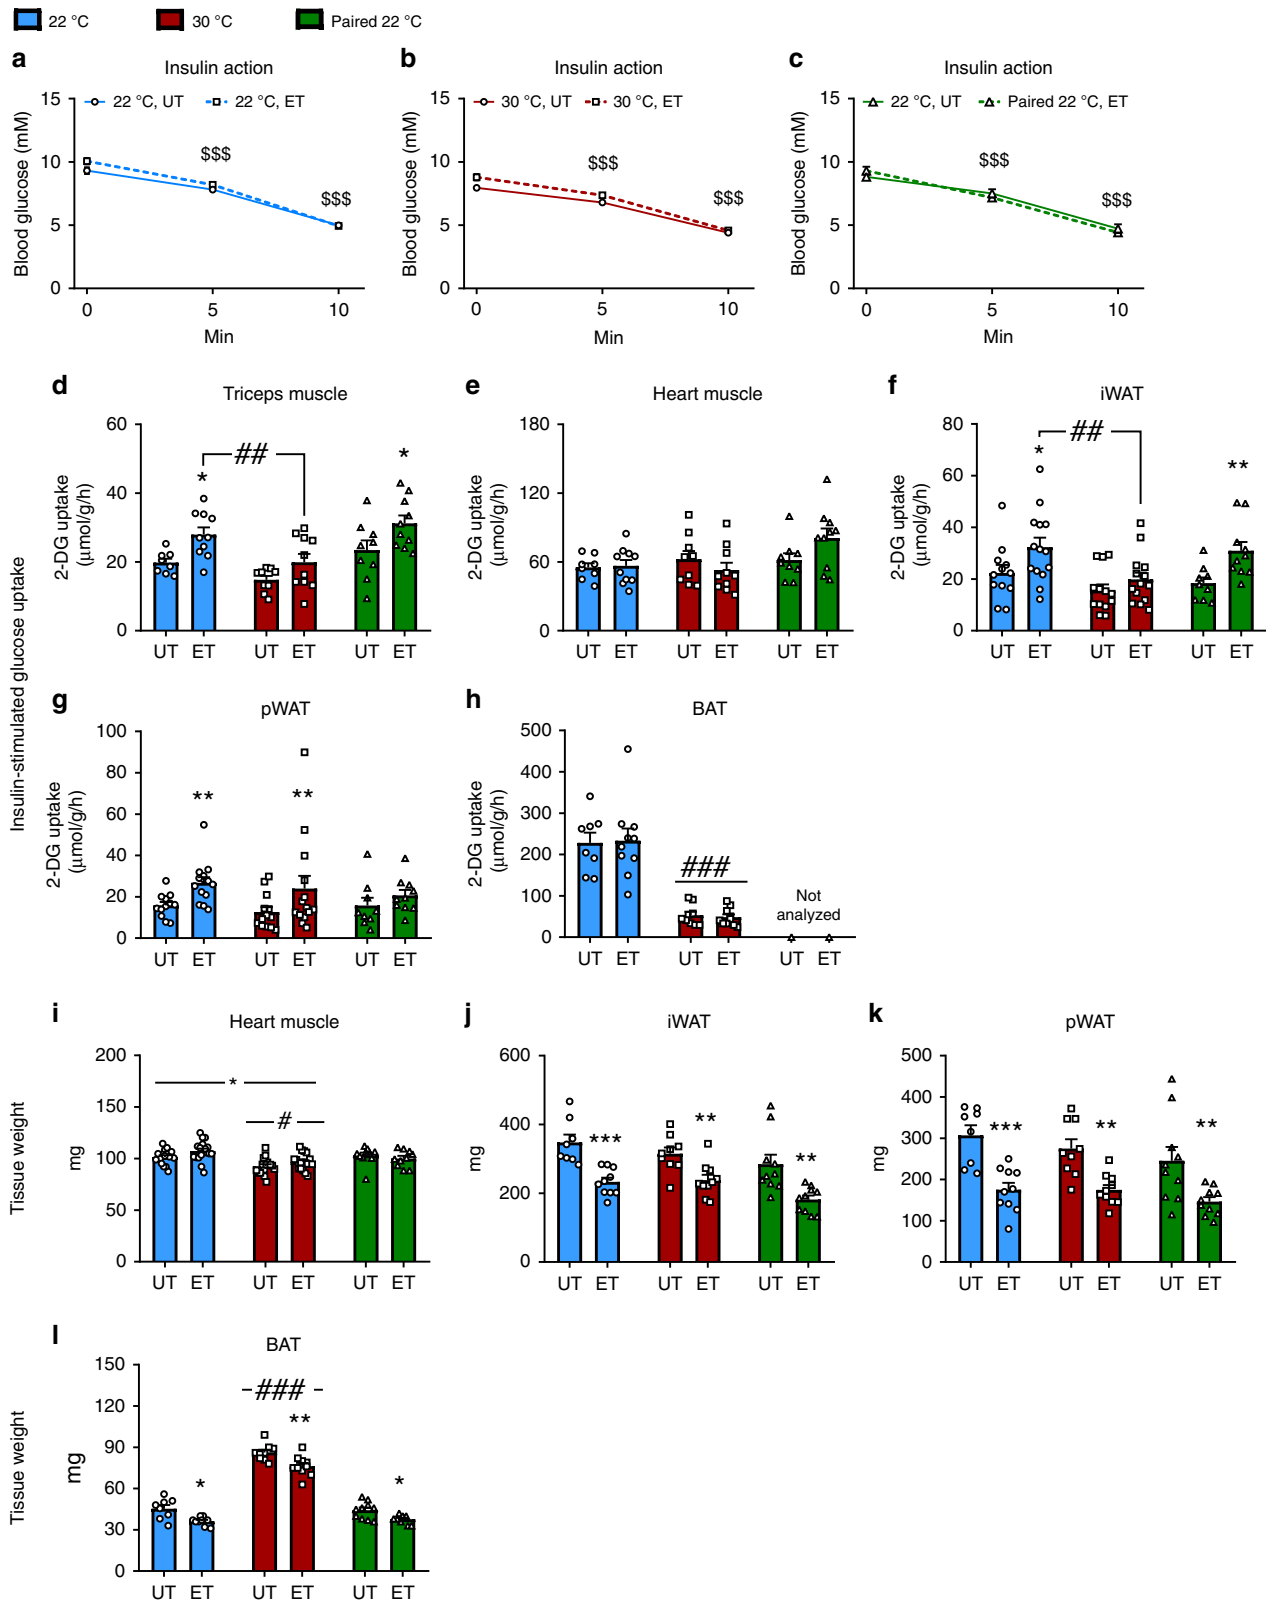 22 °C
30 °C
Paired 22 °C
a
Insulin action
22 °C, UT
22 °C, ET
Blood glucose (mM)
15
10
5
0
$$$
$$$
0
5
10
Min
b
Insulin action
30 °C, UT
30 °C, ET
Blood glucose (mM)
15
10
5
0
$$$
$$$
0
5
10
Min
c
Insulin action
22 °C, UT
Paired 22 °C, ET
Blood glucose (mM)
15
10
5
0
$$$
$$$
0
5
10
Min
Insulin-stimulated glucose uptake
d
Triceps muscle
2-DG uptake
(µmol/g/h)
60
40
20
0
*
##
*
UT ET UT ET UT ET
e
Heart muscle
2-DG uptake
(µmol/g/h)
180
120
60
0
UT ET UT ET UT ET
f
iWAT
2-DG uptake
(µmol/g/h)
80
60
40
20
0
*
##
**
UT ET UT ET UT ET
g
pWAT
2-DG uptake
(µmol/g/h)
100
80
60
40
20
0
**
**
UT ET UT ET UT ET
h
BAT
2-DG uptake
(µmol/g/h)
500
400
300
200
100
0
###
Not
analyzed
UT ET UT ET UT ET
Tissue weight
i
Heart muscle
mg
200
150
100
50
0
*
#
UT ET UT ET UT ET
j
iWAT
mg
600
400
200
0
***
**
**
UT ET UT ET UT ET
k
pWAT
mg
500
400
300
200
100
0
***
**
**
UT ET UT ET UT ET
Tissue weight
l
BAT
mg
150
120
90
60
30
0
*
###
**
*
UT ET UT ET UT ET